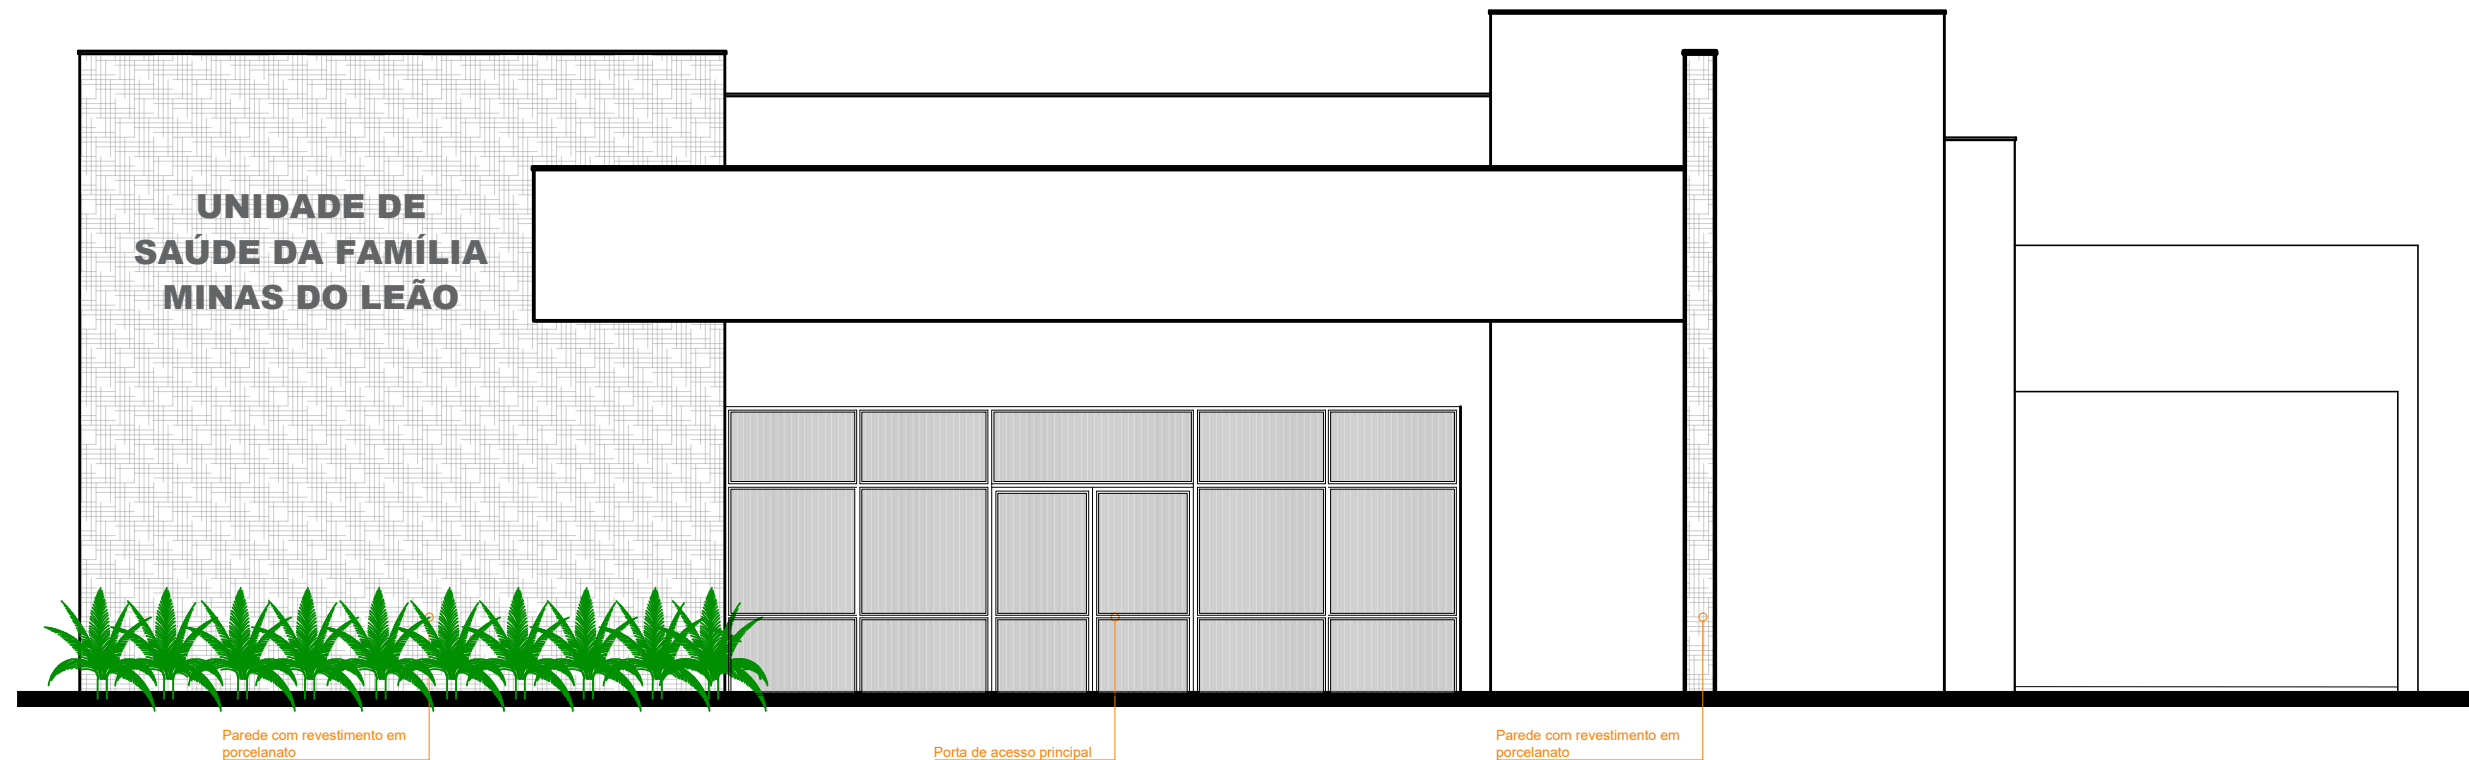 UNIDADE DE
SAÚDE DA FAMÍLIA
MINAS DO LEÃO
Parede com revestimento em
porcelanato
Porta de acesso principal
Parede com revestimento em
porcelanato